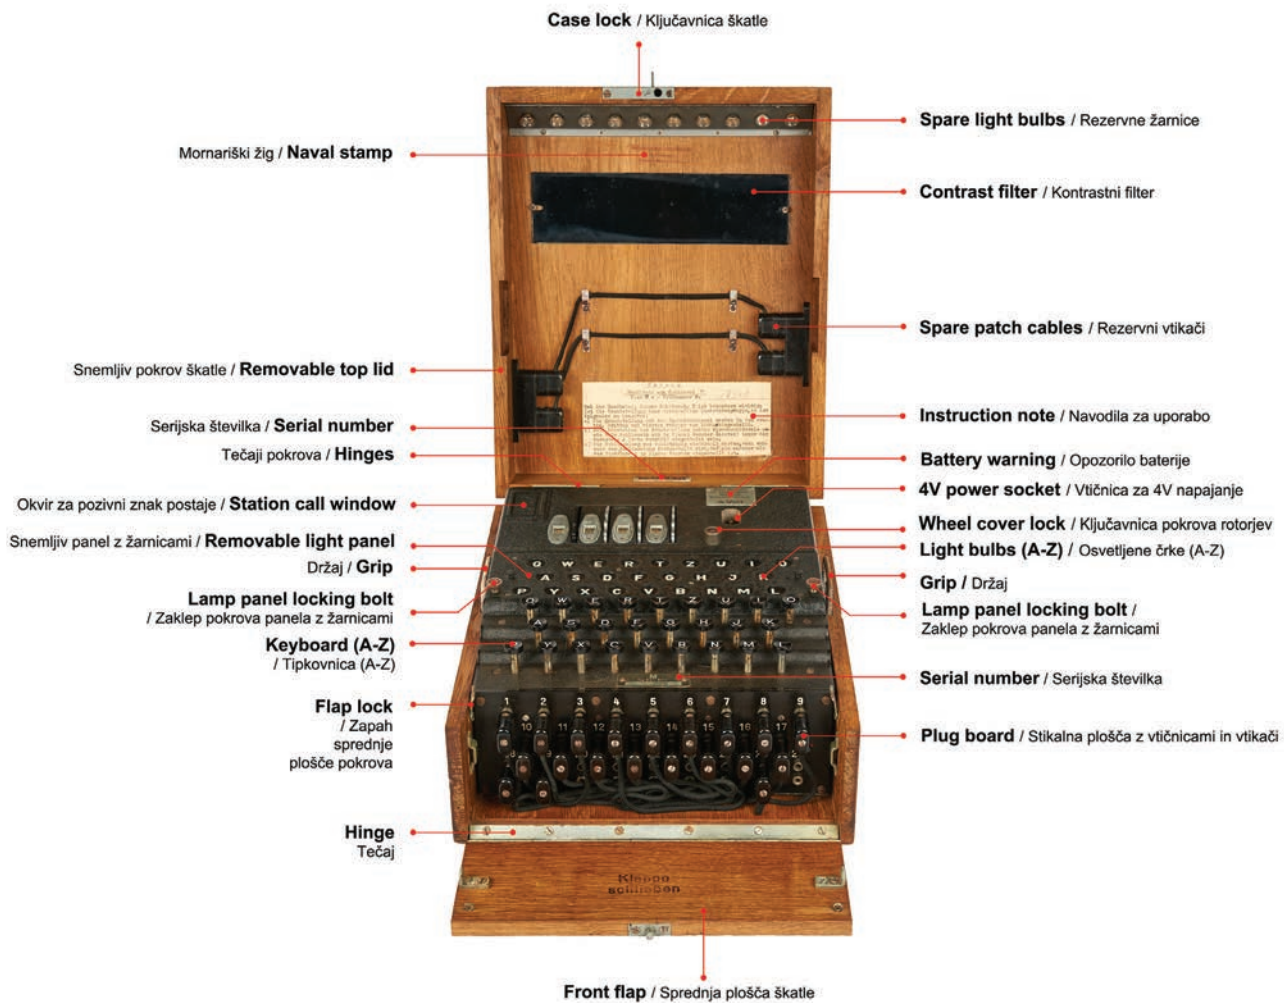 Case lock / Ključavnica škatle
Spare light bulbs / Rezervne žarnice
Mornariški žig / Naval stamp
Contrast filter / Kontrastni filter
Spare patch cables / Rezervni vtikači
Snemljiv pokrov škatle / Removable top lid
Instruction note / Navodila za uporabo
Serijska številka / Serial number
Tečaji pokrova / Hinges
Battery warning / Opozorilo baterije
4V power socket / Vtičnica za 4V napajanje
Okvir za pozivni znak postaje / Station call window
Wheel cover lock / Ključavnica pokrova rotorjev
Snemljiv panel z žarnicami / Removable light panel
Light bulbs (A-Z) / Osvetljene črke (A-Z)
Držaj / Grip
Grip / Držaj
Lamp panel locking bolt
/ Zaklep pokrova panela z žarnicami
Lamp panel locking bolt /
Zaklep pokrova panela z žarnicami
Q W E R T Z U I O
A S D F G H J
P Y X C V B N M L
Q W E R T Z U I O
A S D F G H J K
Y X C V B N M L
Keyboard (A-Z)
/ Tipkovnica (A-Z)
Serial number / Serijska številka
Flap lock
/ Zapah
sprednje
plošče pokrova
1 2 3 4 5 6 7 8 9
10 11 12 13 14 15 16 17
Plug board / Stikalna plošča z vtičnicami in vtikači
Hinge
Tečaj
Klappe
schließen
Front flap / Sprednja plošča škatle